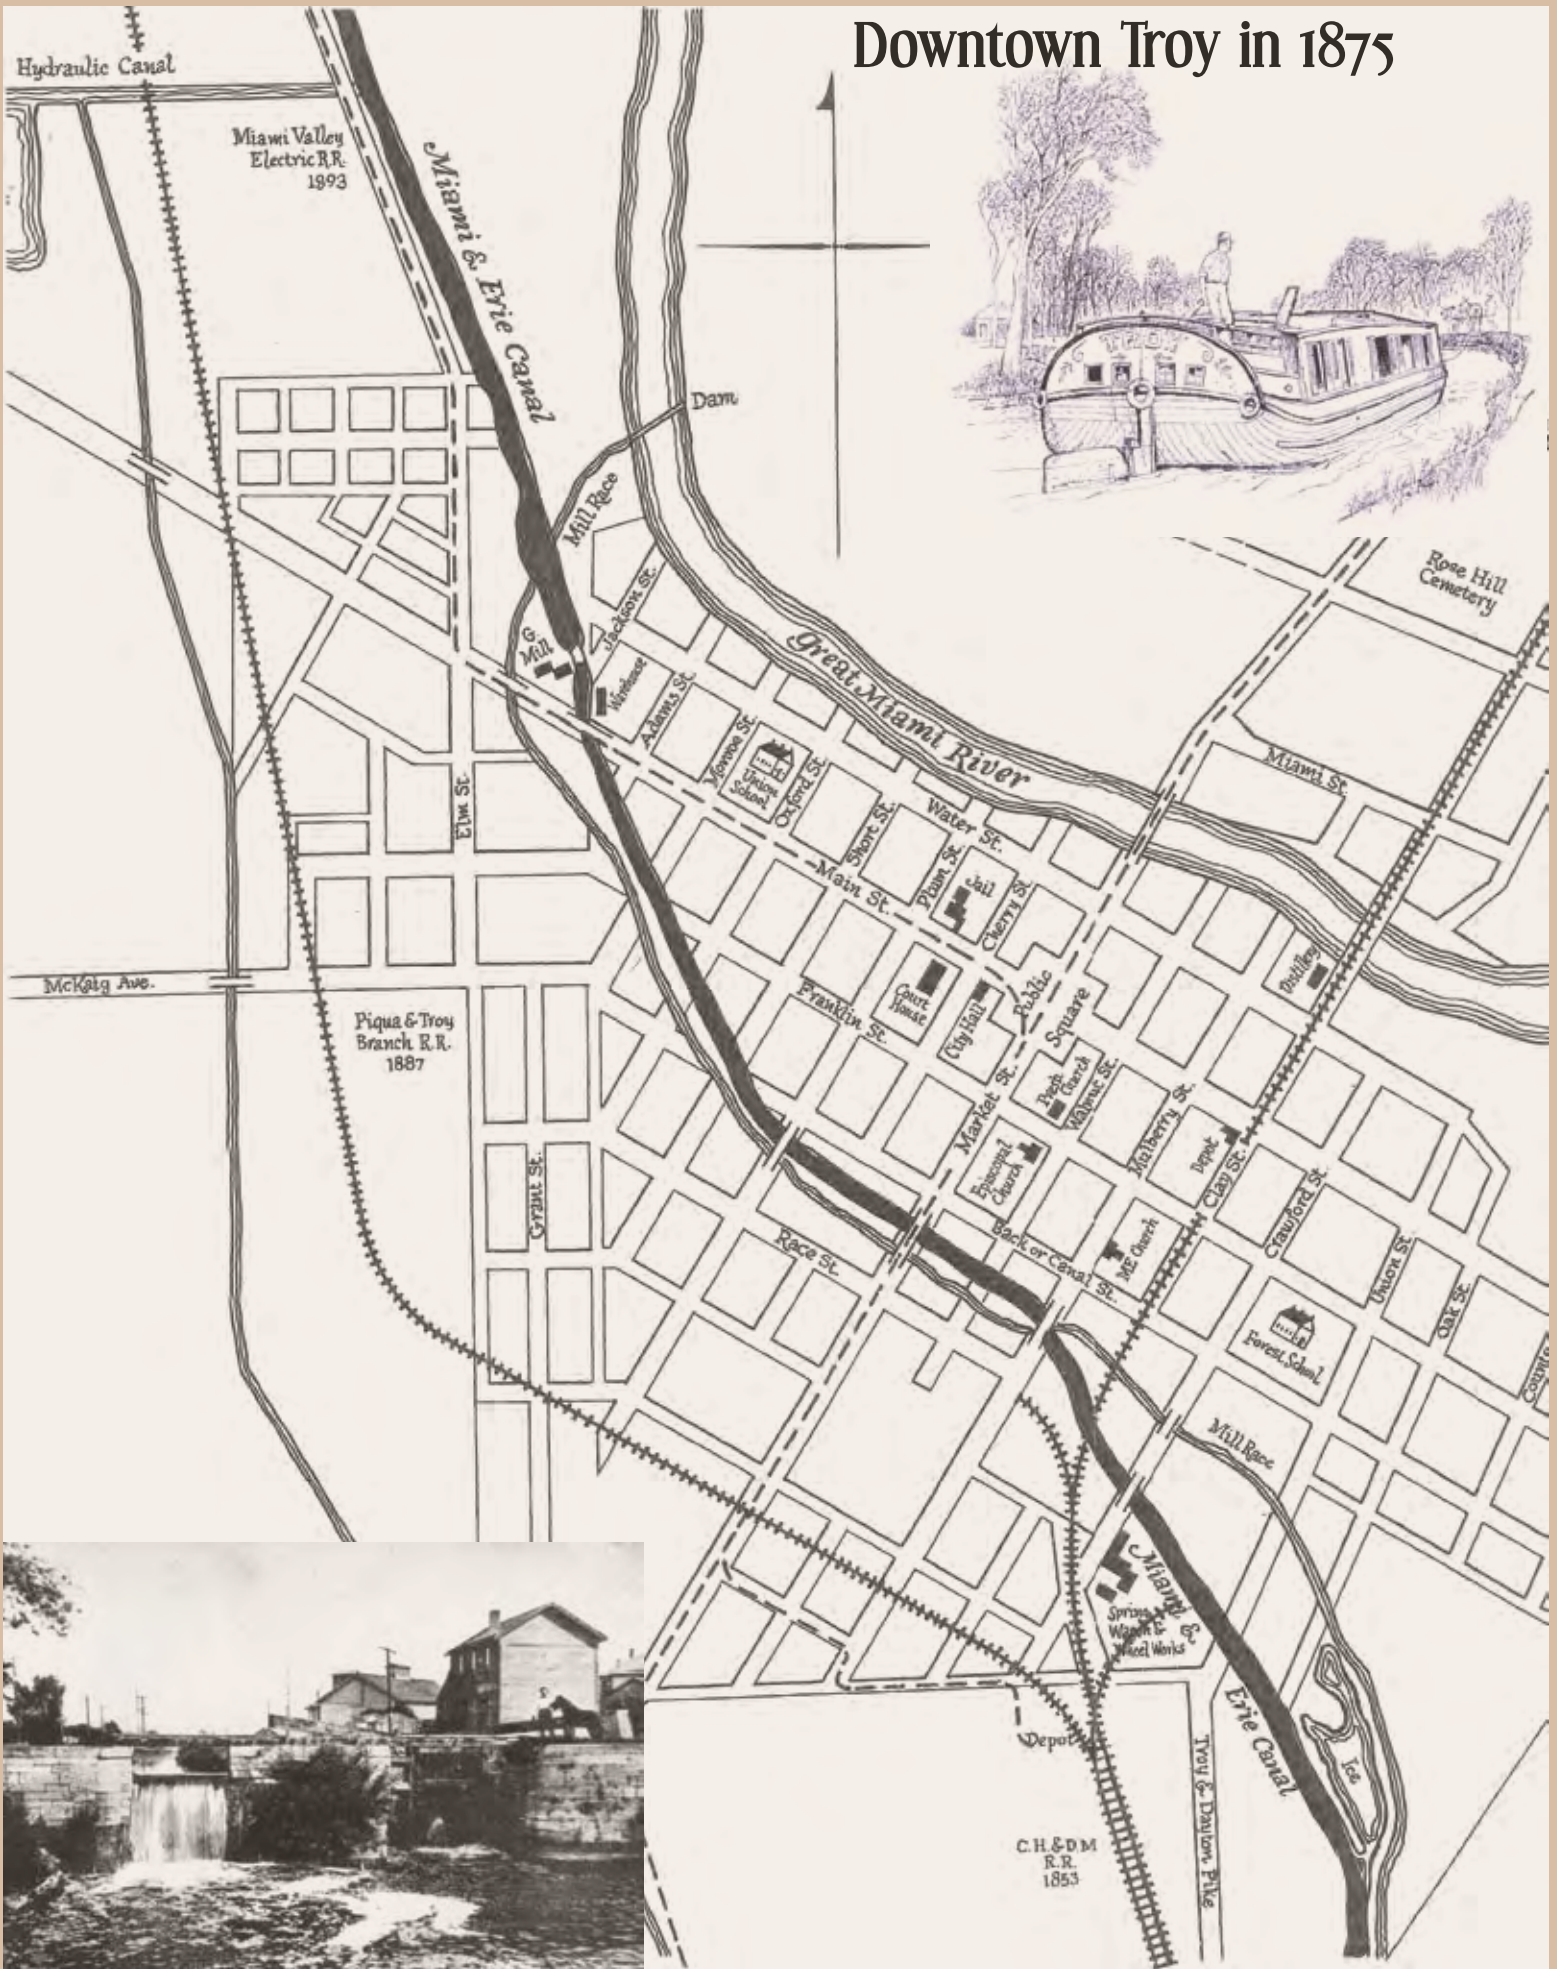 Downtown Troy in 1875
Hydraulic Canal
Miami Valley
Electric R.R.
1893
Miami & Erie Canal
TROY
Dam
Mill Race
Rose Hill
Cemetery
Jackson St.
G.
Mill
Warehouse
Adams St.
Great Miami River
Monroe St.
Union
School
Oxford St.
Miami St.
Elm St.
Short St.
Water St.
Main St.
Plum St.
Jail
Cherry St.
Distillery
McKaig Ave.
Court
House
Franklin St.
City Hall
Public
Square
Piqua & Troy
Branch R.R.
1887
Market St.
Presb.
Church
Walnut St.
Mulberry St.
Depot
Clay St.
Episcopal
Church
Grant St.
Crawford St.
Race St.
Back or Canal St.
ME Church
Union St.
Oak St.
Forest School
Mill Race
Miami &
Spring
Wagon &
Wheel Works
Erie Canal
Ice
Depot
Troy & Dayton Pike
C.H.& D M
R.R.
1853